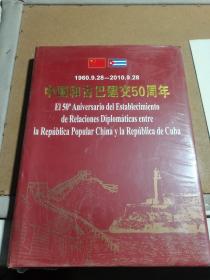 1960.9.28—2010.9.28
中国和古巴建交50周年
El 50º Aniversario del Establecimiento
de Relaciones Diplomáticas entre
la República Popular China y la República de Cuba